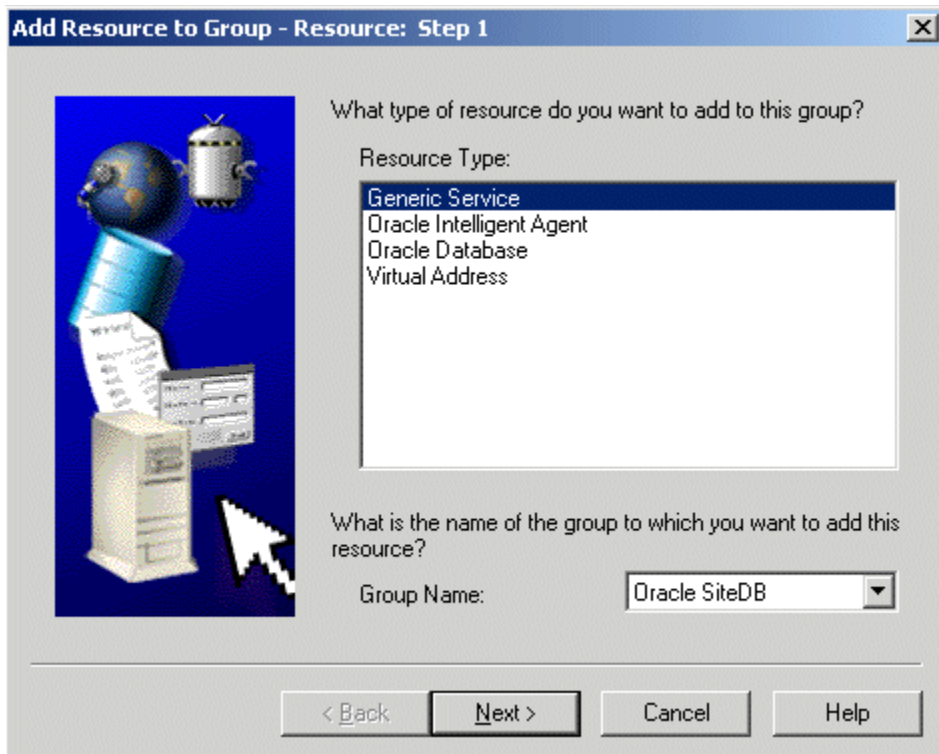 Add Resource to Group - Resource: Step 1
What type of resource do you want to add to this group?
Resource Type:
Generic Service
Oracle Intelligent Agent
Oracle Database
Virtual Address
What is the name of the group to which you want to add this
resource?
Group Name:
Oracle SiteDB
< Back
Next >
Cancel
Help